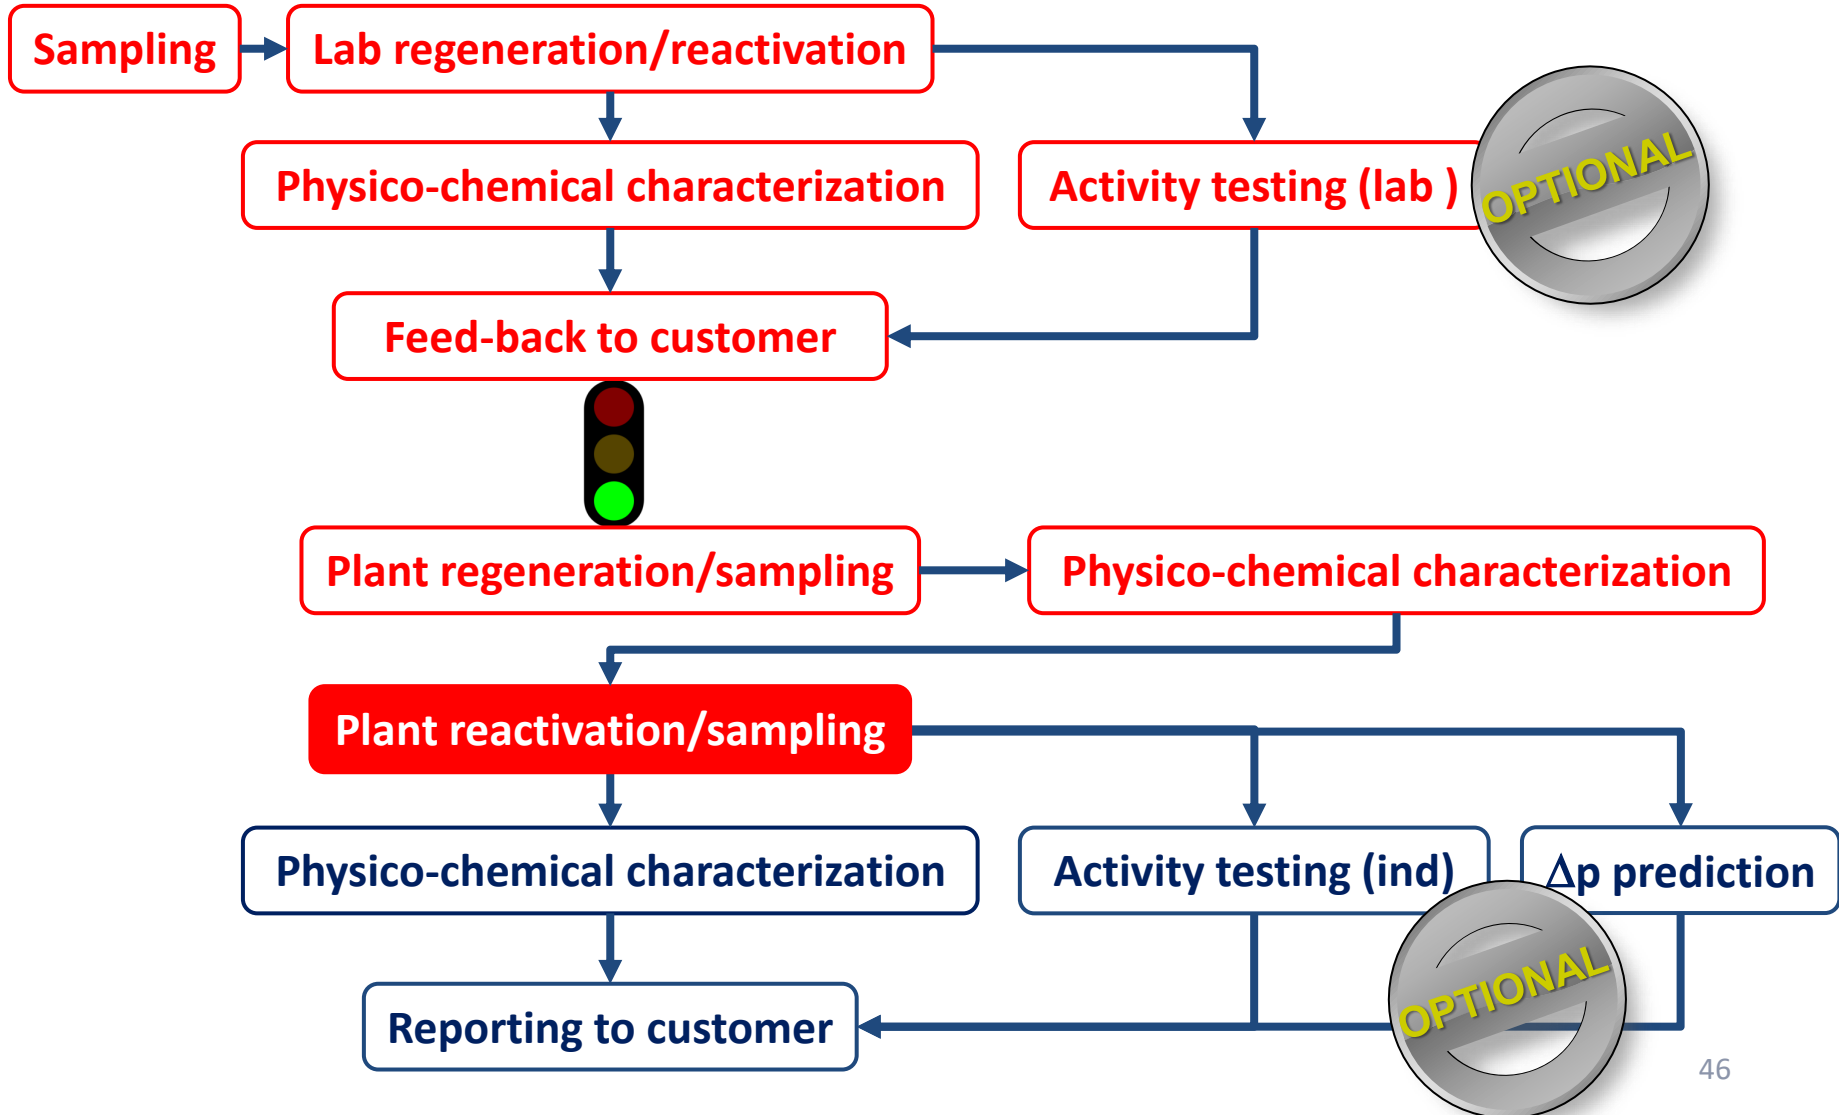 Sampling
Lab regeneration/reactivation
Physico-chemical characterization
Activity testing (lab )
OPTIONAL
Feed-back to customer
Plant regeneration/sampling
Physico-chemical characterization
Plant reactivation/sampling
Physico-chemical characterization
Activity testing (ind)
Δp prediction
OPTIONAL
Reporting to customer
46